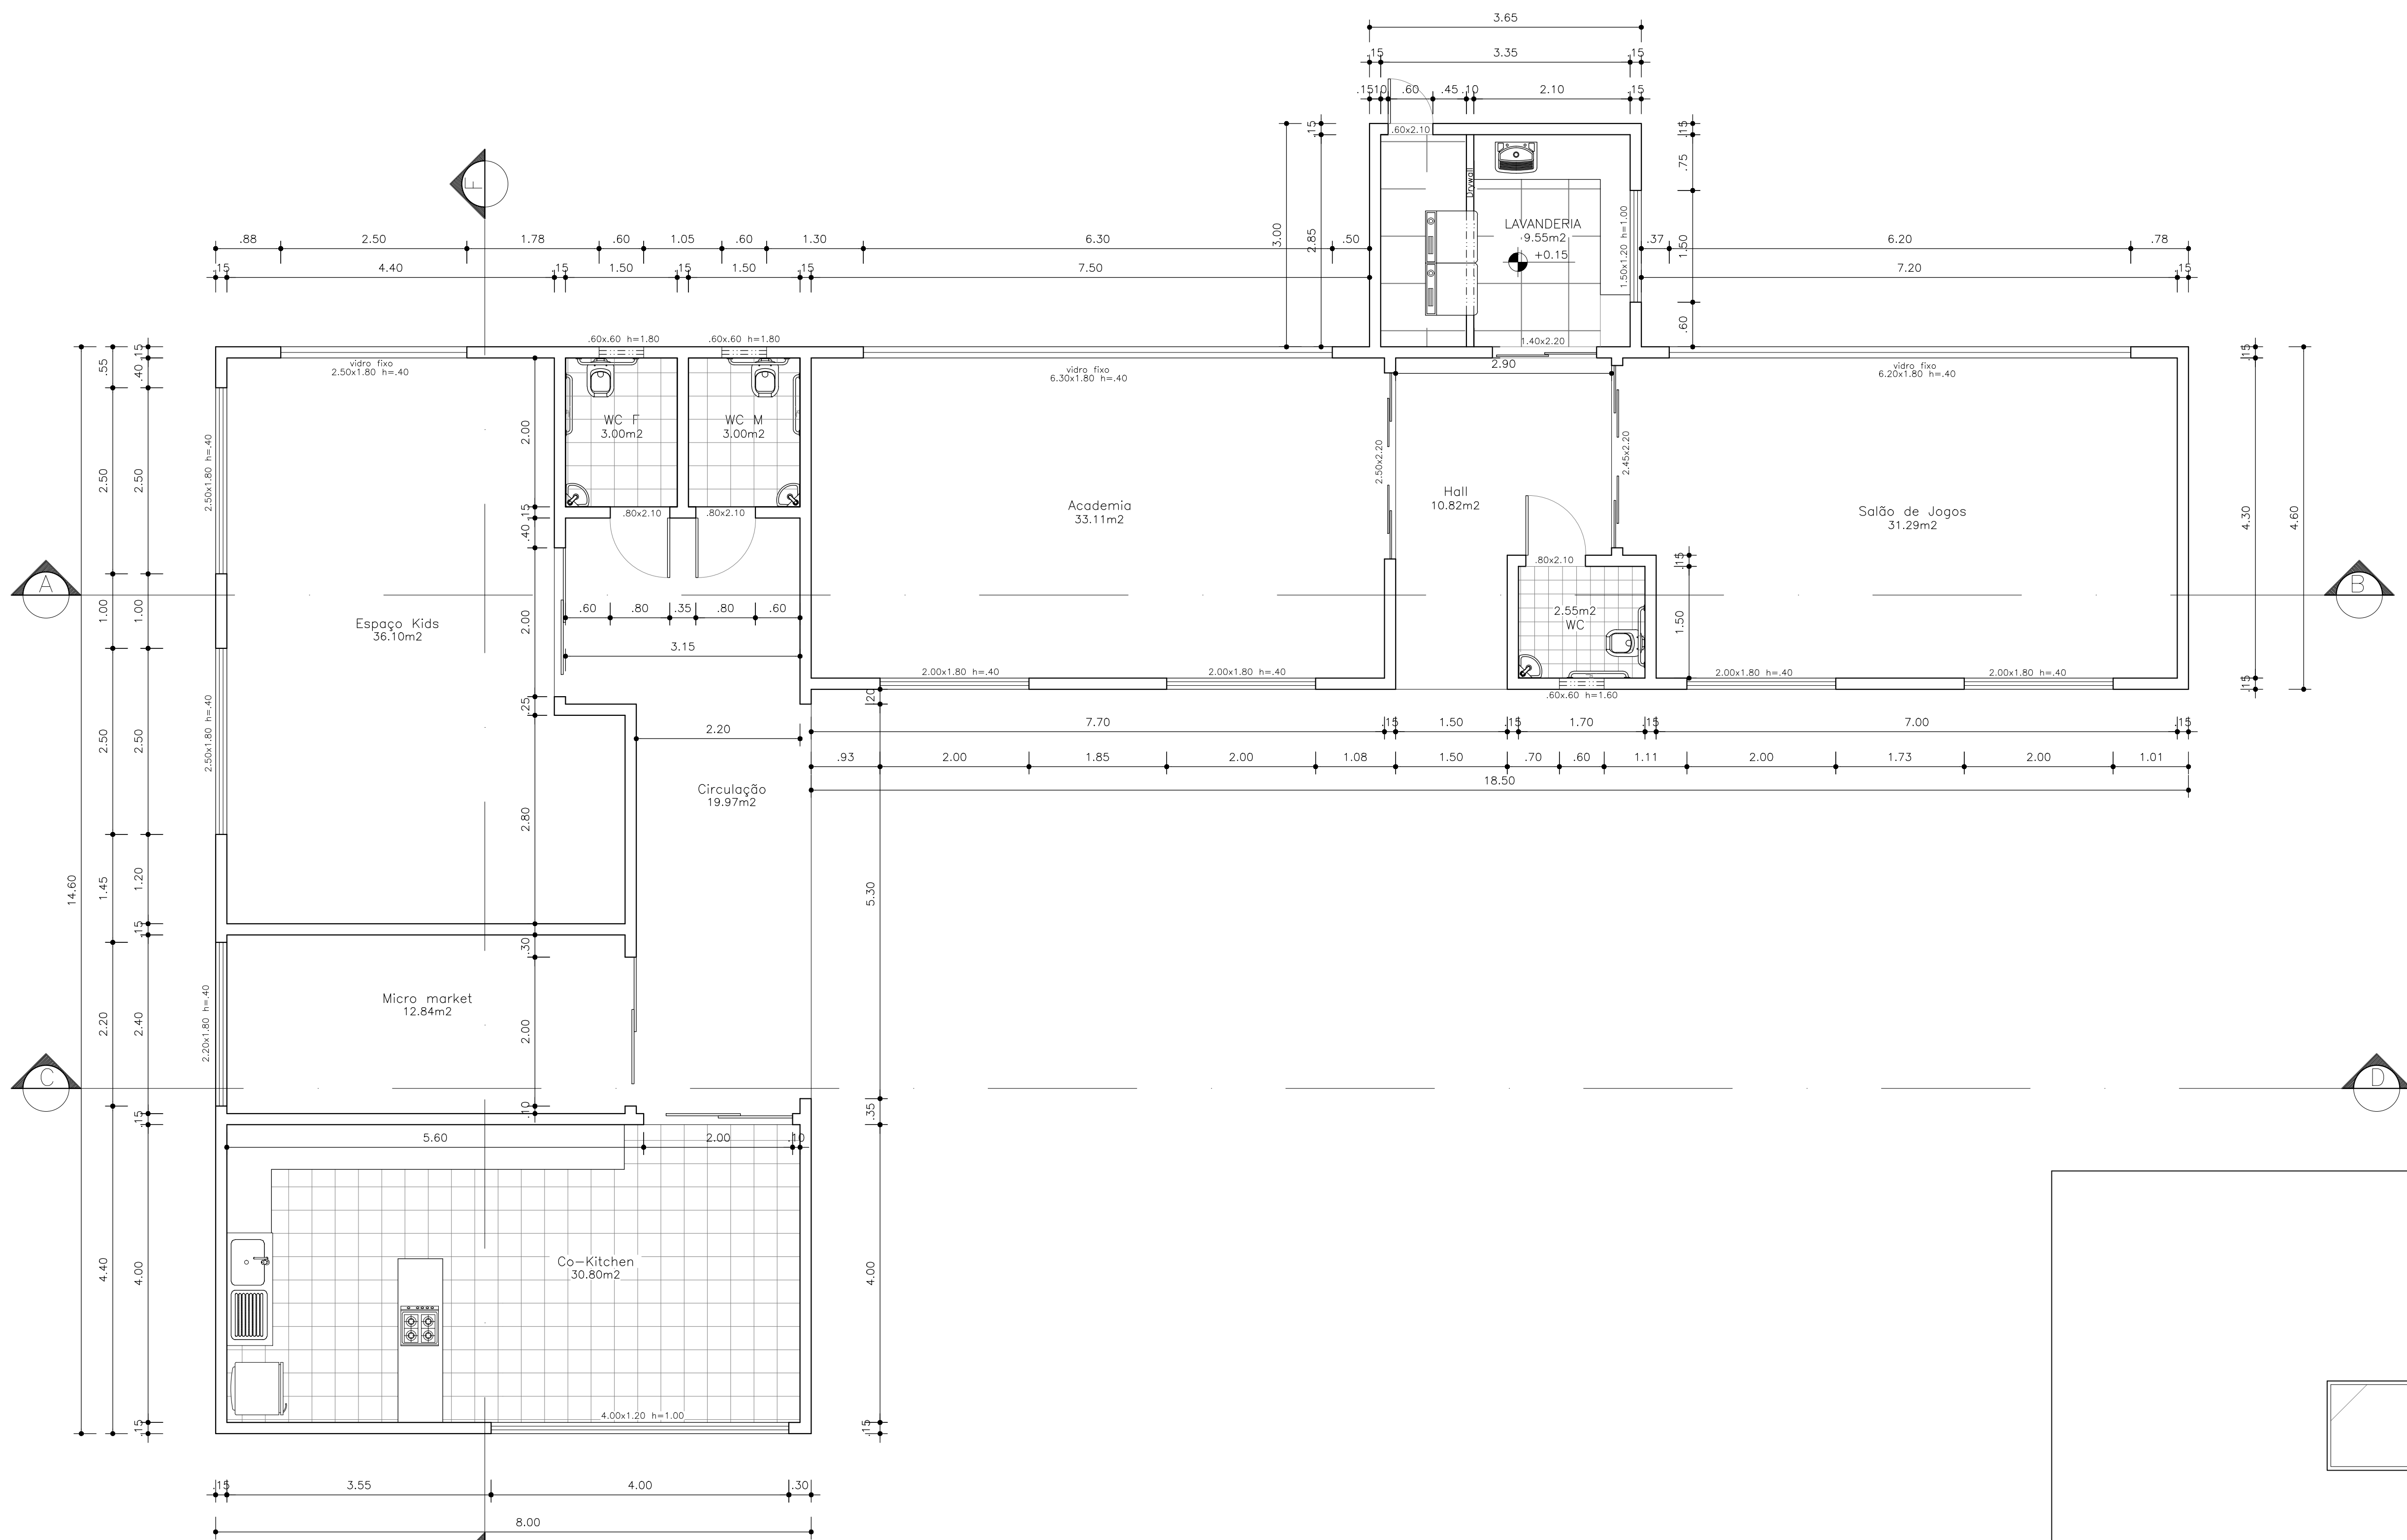 3.65
.15 3.35 .15
.15 .10 .60 .45 .10 2.10 .15
.60x2.10
.15
.15
3.00
2.85
.75
1.50
.60
Drywall
LAVANDERIA
9.55m2
+0.15
1.50x1.20 h=1.00
1.40x2.20
F
.88 2.50 1.78 .60 1.05 .60 1.30 6.30 .50 .37 6.20 .78
.15 4.40 .15 1.50 .15 1.50 .15 7.50 7.20 .15
.60x.60 h=1.80
.60x.60 h=1.80
vidro fixo
2.50x1.80 h=.40
vidro fixo
6.30x1.80 h=.40
2.90
vidro fixo
6.20x1.80 h=.40
14.60
.55
2.50
1.00
2.50
1.45
2.20
4.40
.15
.40
2.50
1.00
2.50
1.20
.15
2.40
.15
4.00
.15
2.50x1.80 h=.40
2.50x1.80 h=.40
2.20x1.80 h=.40
WC F
3.00m2
WC M
3.00m2
.80x2.10
.80x2.10
2.00
.15
.40
2.00
.25
2.80
.30
2.00
.10
Academia
33.11m2
2.50x2.20
Hall
10.82m2
2.45x2.20
Salão de Jogos
31.29m2
.15
4.30
.15
4.60
A
B
Espaço Kids
36.10m2
.60 .80 .35 .80 .60
3.15
.80x2.10
2.55m2
WC
.15
1.50
2.00x1.80 h=.40
2.00x1.80 h=.40
.60x.60 h=1.60
2.00x1.80 h=.40
2.00x1.80 h=.40
2.20
7.70 .15 1.50 .15 1.70 .15 7.00 .15
.93 2.00 1.85 2.00 1.08 1.50 .70 .60 1.11 2.00 1.73 2.00 1.01
18.50
Circulação
19.97m2
.20
5.30
.35
4.00
.15
Micro market
12.84m2
C
D
5.60 2.00 .10
Co-Kitchen
30.80m2
4.00x1.20 h=1.00
.15 3.55 4.00 .30
8.00